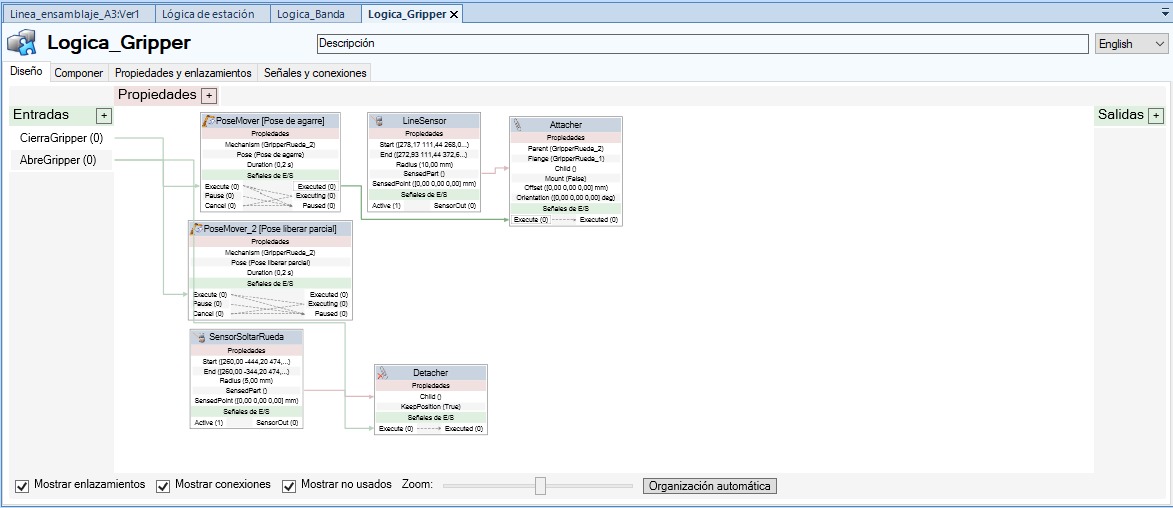 Linea_ensamblaje_A3:Ver1
Lógica de estación
Logica_Banda
Logica_Gripper
Logica_Gripper
Descripción
English
Diseño
Componer
Propiedades y enlazamientos
Señales y conexiones
Propiedades +
Entradas +
Salidas +
CierraGripper (0)
AbreGripper (0)
PoseMover [Pose de agarre]
Propiedades
Mechanism (GripperRueda_2)
Pose (Pose de agarre)
Duration (0,2 s)
Señales de E/S
Execute (0) Executed (0)
Pause (0) Executing (0)
Cancel (0) Paused (0)
LineSensor
Propiedades
Start ([278,17 111,44 268,0...)
End ([272,93 111,44 372,6...)
Radius (10,00 mm)
SensedPart ()
SensedPoint ([0,00 0,00 0,00] mm)
Señales de E/S
Active (1) SensorOut (0)
Attacher
Propiedades
Parent (GripperRueda_2)
Flange (GripperRueda_1)
Child ()
Mount (False)
Offset ([0,00 0,00 0,00] mm)
Orientation ([0,00 0,00 0,00] deg)
Señales de E/S
Execute (0) Executed (0)
PoseMover_2 [Pose liberar parcial]
Propiedades
Mechanism (GripperRueda_2)
Pose (Pose liberar parcial)
Duration (0,2 s)
Señales de E/S
Execute (0) Executed (0)
Pause (0) Executing (0)
Cancel (0) Paused (0)
SensorSoltarRueda
Propiedades
Start ([260,00 -444,20 474,...)
End ([260,00 -344,20 474,...)
Radius (5,00 mm)
SensedPart ()
SensedPoint ([0,00 0,00 0,00] mm)
Señales de E/S
Active (1) SensorOut (0)
Detacher
Propiedades
Child ()
KeepPosition (True)
Señales de E/S
Execute (0) Executed (0)
Mostrar enlazamientos
Mostrar conexiones
Mostrar no usados
Zoom:
Organización automática